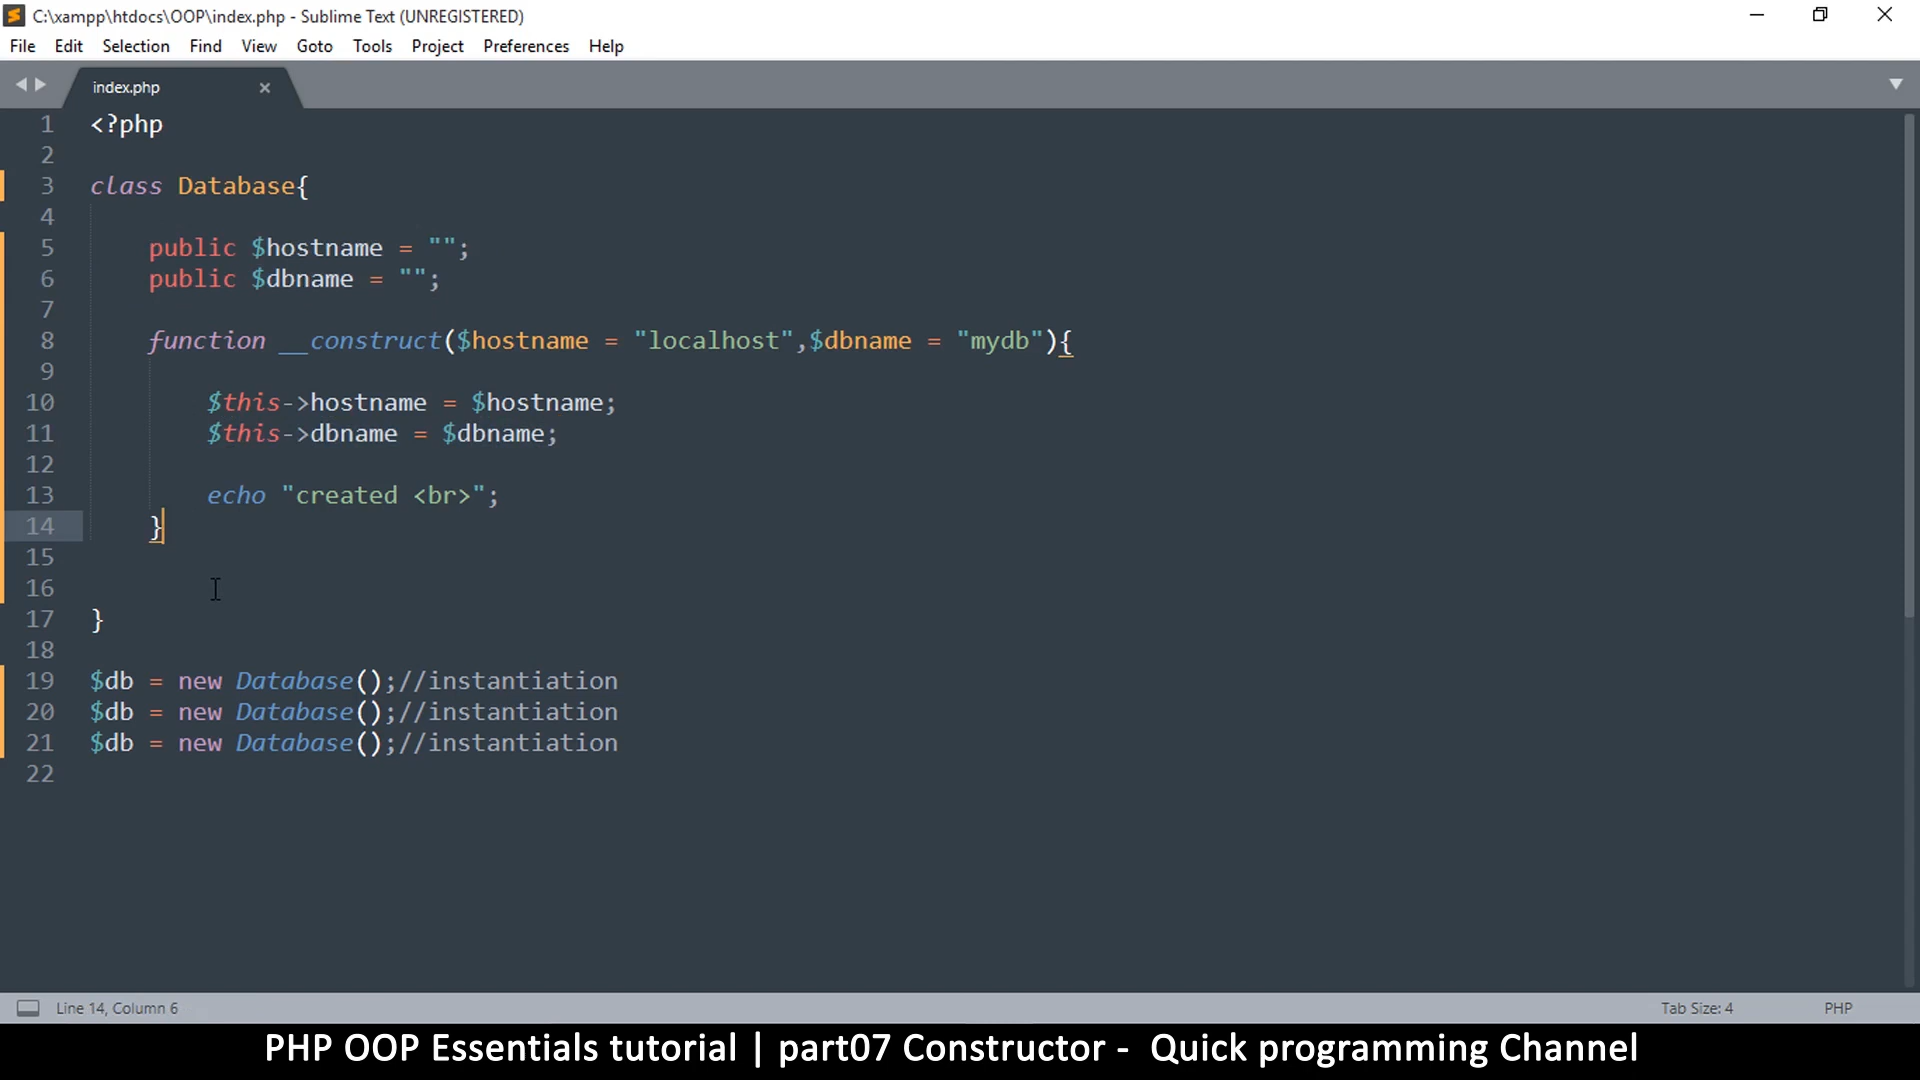 C:\xampp\htdocs\OOP\index.php - Sublime Text (UNREGISTERED)
File Edit Selection Find View Goto Tools Project Preferences Help
index.php
1 <?php
2
3 class Database{
4
5 public $hostname = "";
6 public $dbname = "";
7
8 function __construct($hostname = "localhost",$dbname = "mydb"){
9
10 $this->hostname = $hostname;
11 $this->dbname = $dbname;
12
13 echo "created <br>";
14 }
15
16
17 }
18
19 $db = new Database();//instantiation
20 $db = new Database();//instantiation
21 $db = new Database();//instantiation
22
Line 14, Column 6 Tab Size: 4 PHP
PHP OOP Essentials tutorial | part07 Constructor - Quick programming Channel